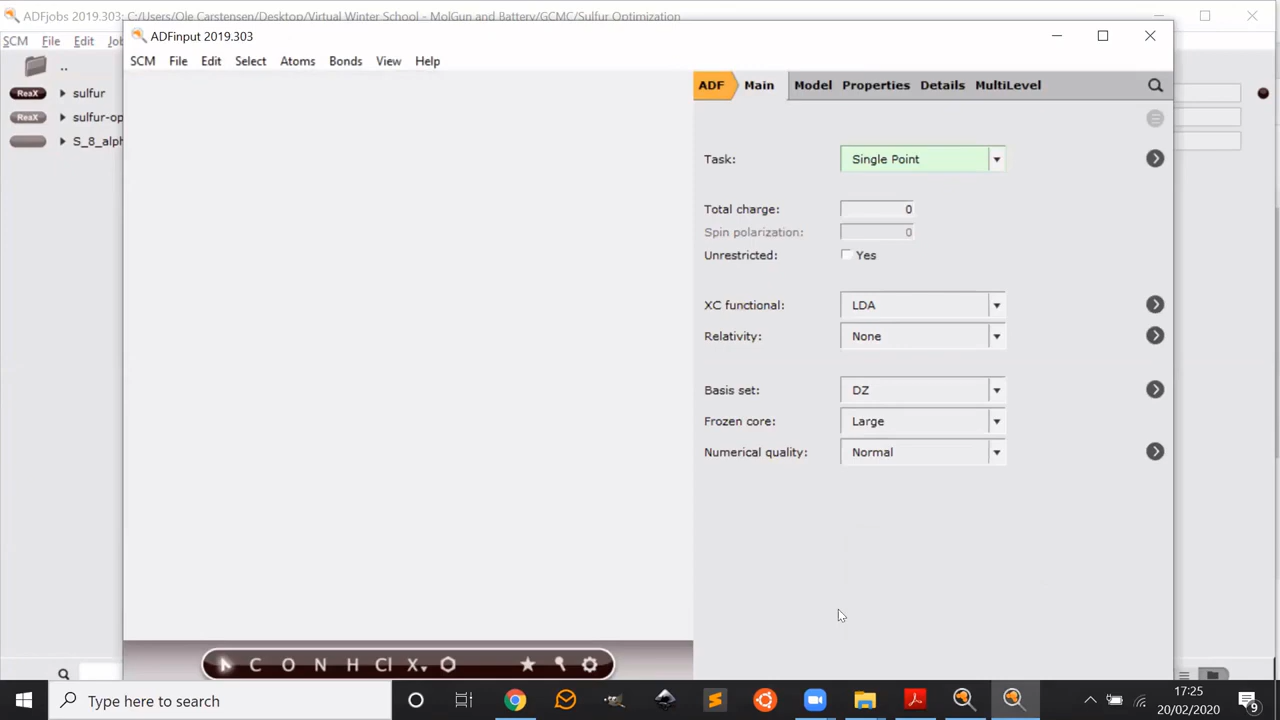 ADFjobs 2019.303: C:/Users/Ole Carstensen/Desktop/Virtual Winter School - MolGun and Battery/GCMC/Sulfur Optimization
ADFinput 2019.303
SCM File Edit Job
SCM File Edit Select Atoms Bonds View Help
..
ADF Main Model Properties Details MultiLevel
ReaX sulfur
ReaX sulfur-op
S_8_alph
Task: Single Point
Total charge: 0
Spin polarization: 0
Unrestricted: Yes
XC functional: LDA
Relativity: None
Basis set: DZ
Frozen core: Large
Numerical quality: Normal
C O N H Cl X
Type here to search
17:25
20/02/2020
9